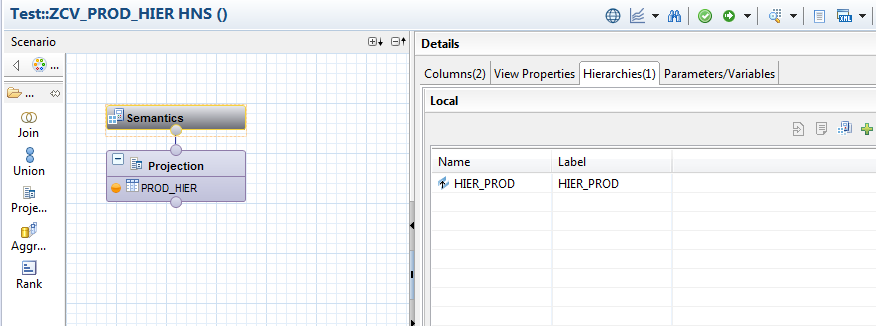 Test::ZCV_PROD_HIER HNS ()
Scenario
...
...
Join
Union
Proje...
Aggr...
Rank
Semantics
Projection
PROD_HIER
Details
Columns(2) View Properties Hierarchies(1) Parameters/Variables
Local
Name Label
HIER_PROD HIER_PROD